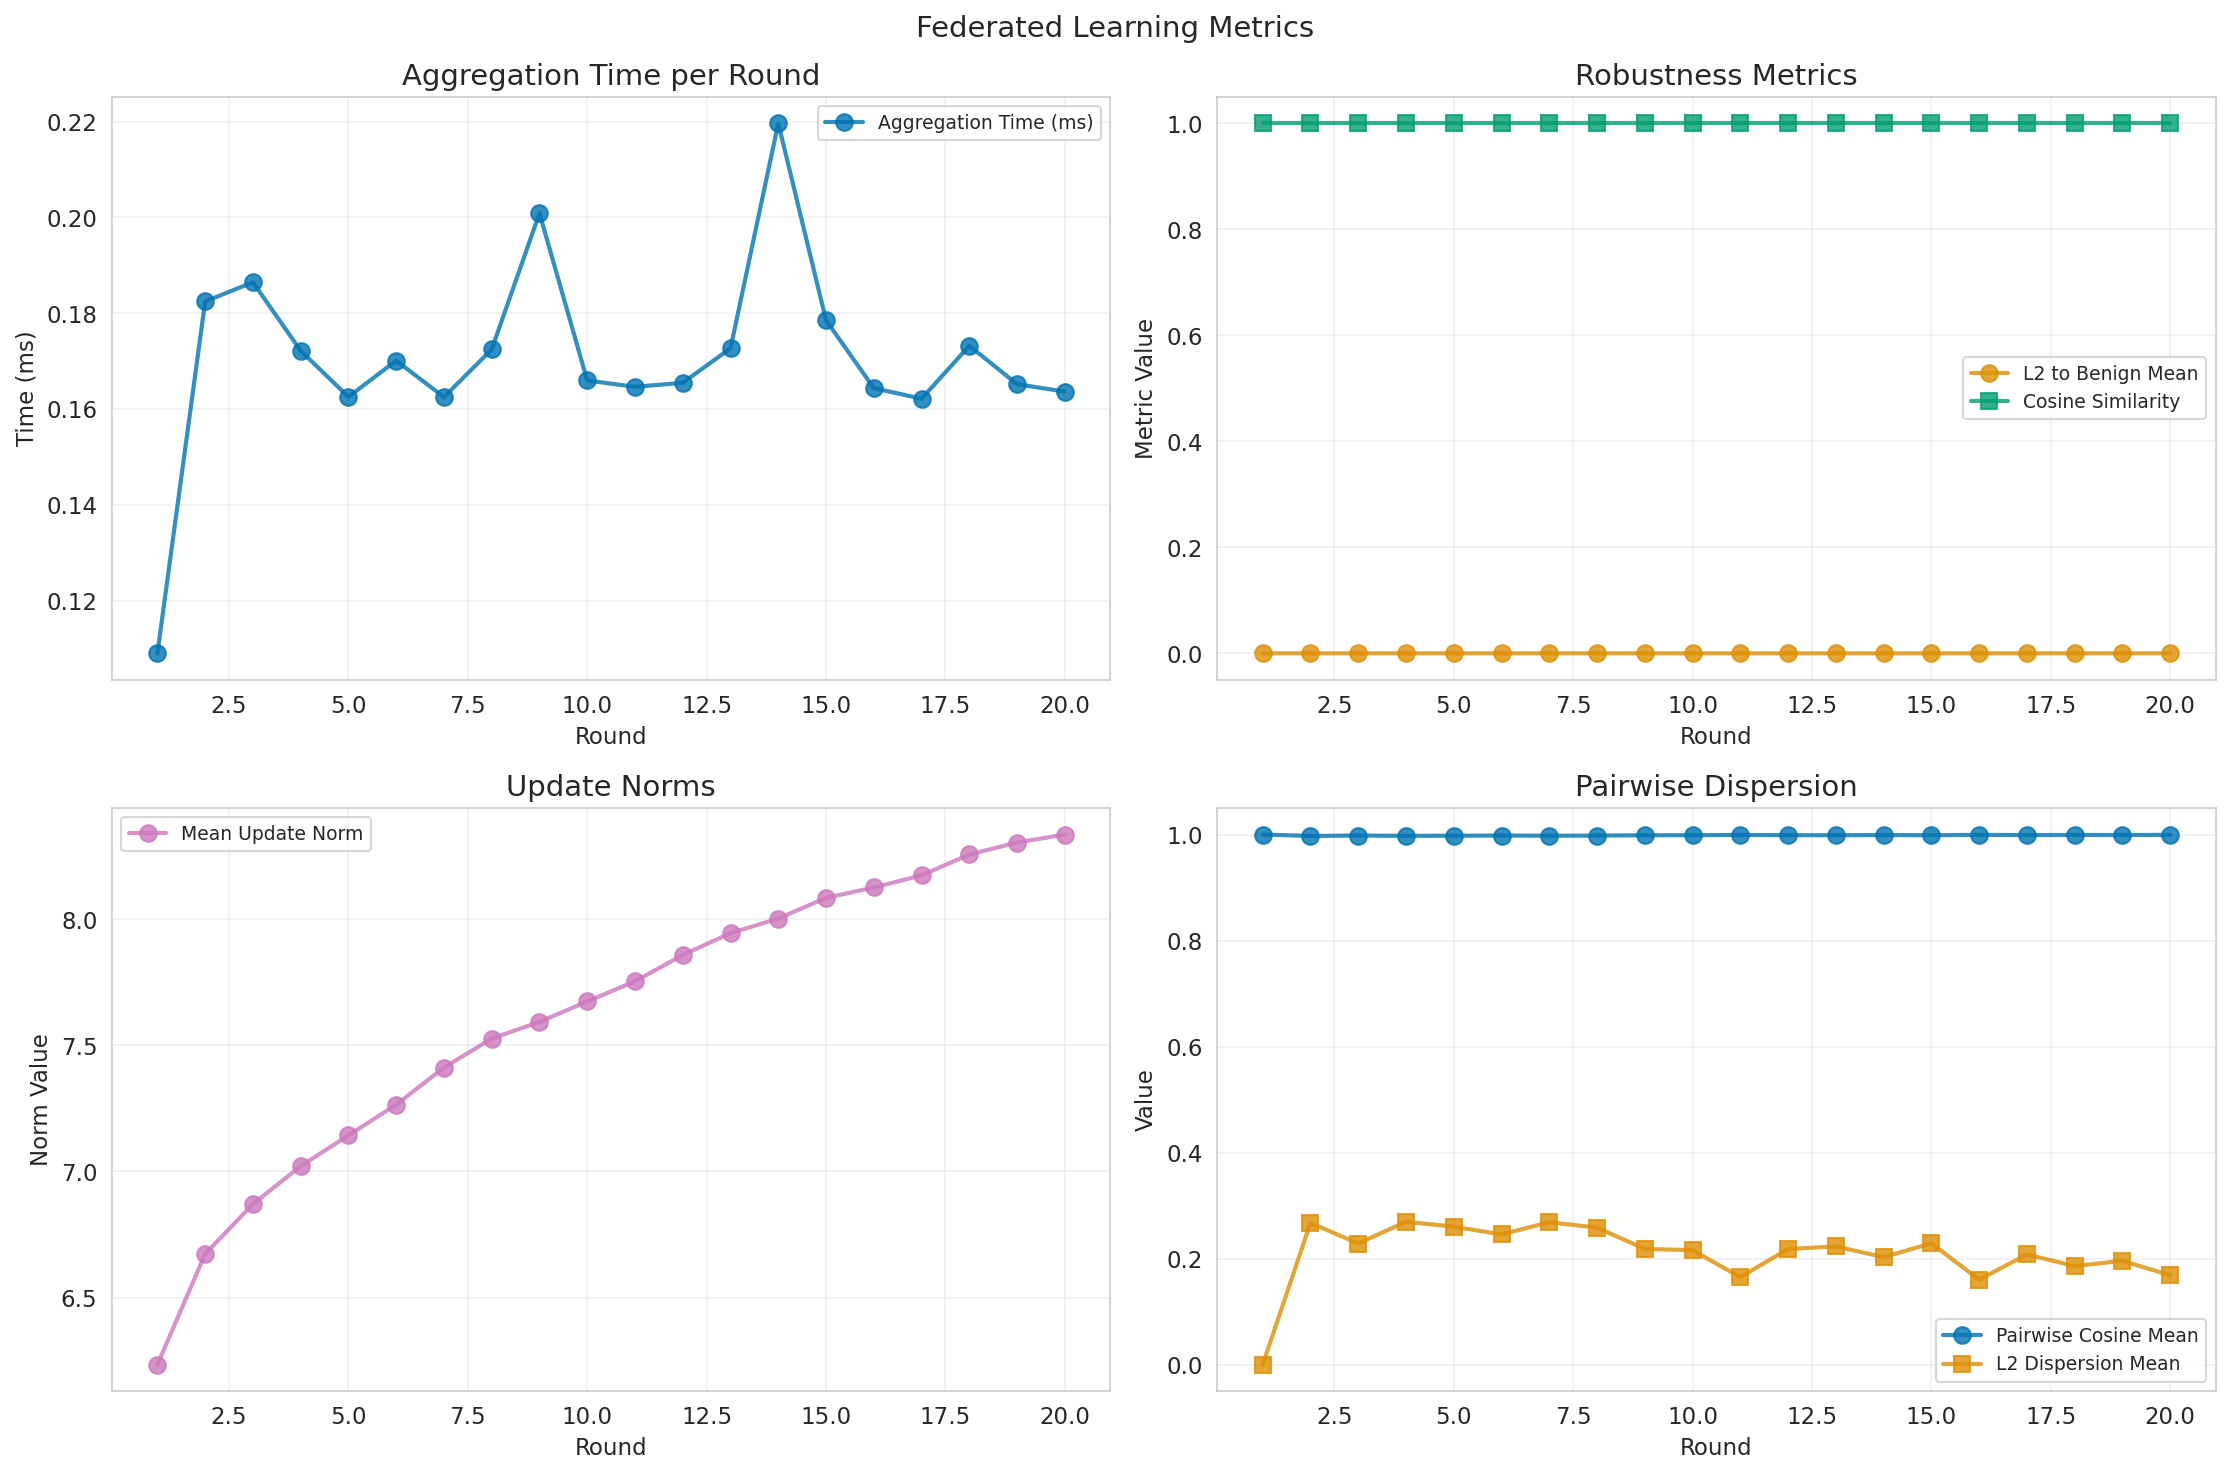 Federated Learning Metrics
Aggregation Time per Round
Aggregation Time (ms)
0.22
0.20
0.18
0.16
0.14
0.12
Time (ms)
2.5 5.0 7.5 10.0 12.5 15.0 17.5 20.0
Round
Robustness Metrics
1.0
0.8
0.6
0.4
0.2
0.0
Metric Value
L2 to Benign Mean
Cosine Similarity
2.5 5.0 7.5 10.0 12.5 15.0 17.5 20.0
Round
Update Norms
Mean Update Norm
8.0
7.5
7.0
6.5
Norm Value
2.5 5.0 7.5 10.0 12.5 15.0 17.5 20.0
Round
Pairwise Dispersion
1.0
0.8
0.6
0.4
0.2
0.0
Value
Pairwise Cosine Mean
L2 Dispersion Mean
2.5 5.0 7.5 10.0 12.5 15.0 17.5 20.0
Round